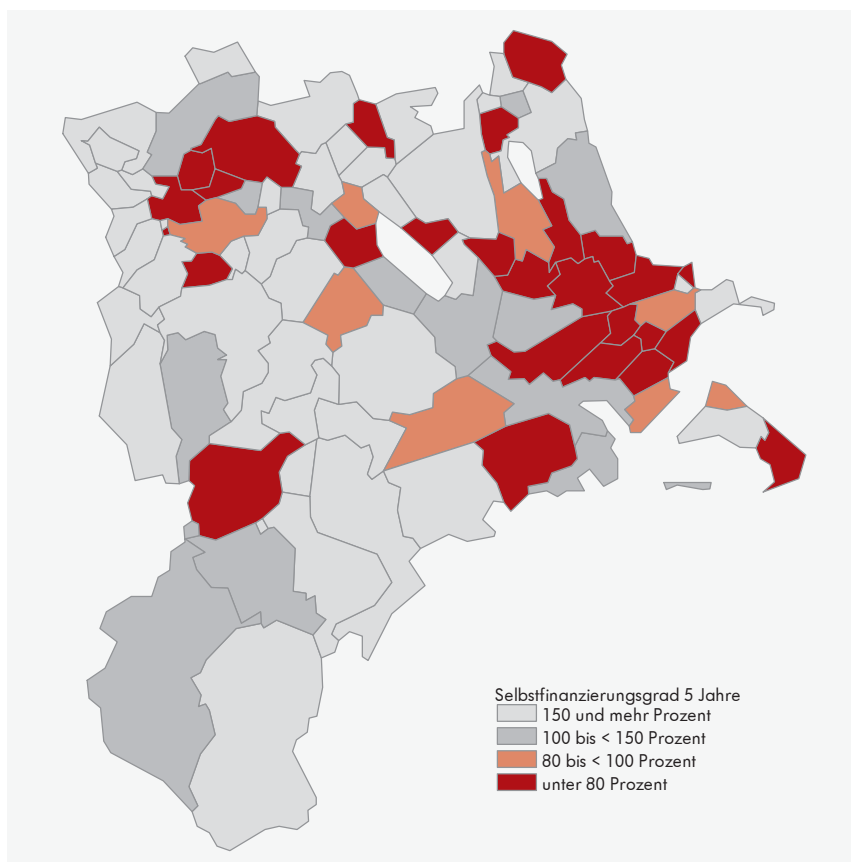 Selbstfinanzierungsgrad 5 Jahre
150 und mehr Prozent
100 bis < 150 Prozent
80 bis < 100 Prozent
unter 80 Prozent